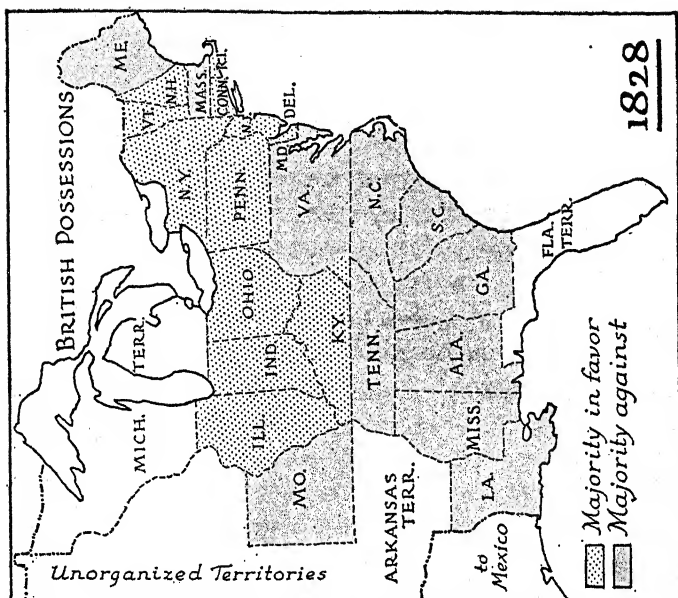 BRITISH POSSESSIONS
ME.
VT.
N.H.
MASS.
CONN.
R.I.
N.Y.
PENN.
N.J.
DEL.
MD.
MICH.
TERR.
OHIO
IND.
ILL.
KY.
VA.
N.C.
S.C.
TENN.
MO.
GA.
ALA.
MISS.
LA.
ARKANSAS
TERR.
FLA.
TERR.
Unorganized Territories
to
Mexico
Majority in favor
Majority against
1828